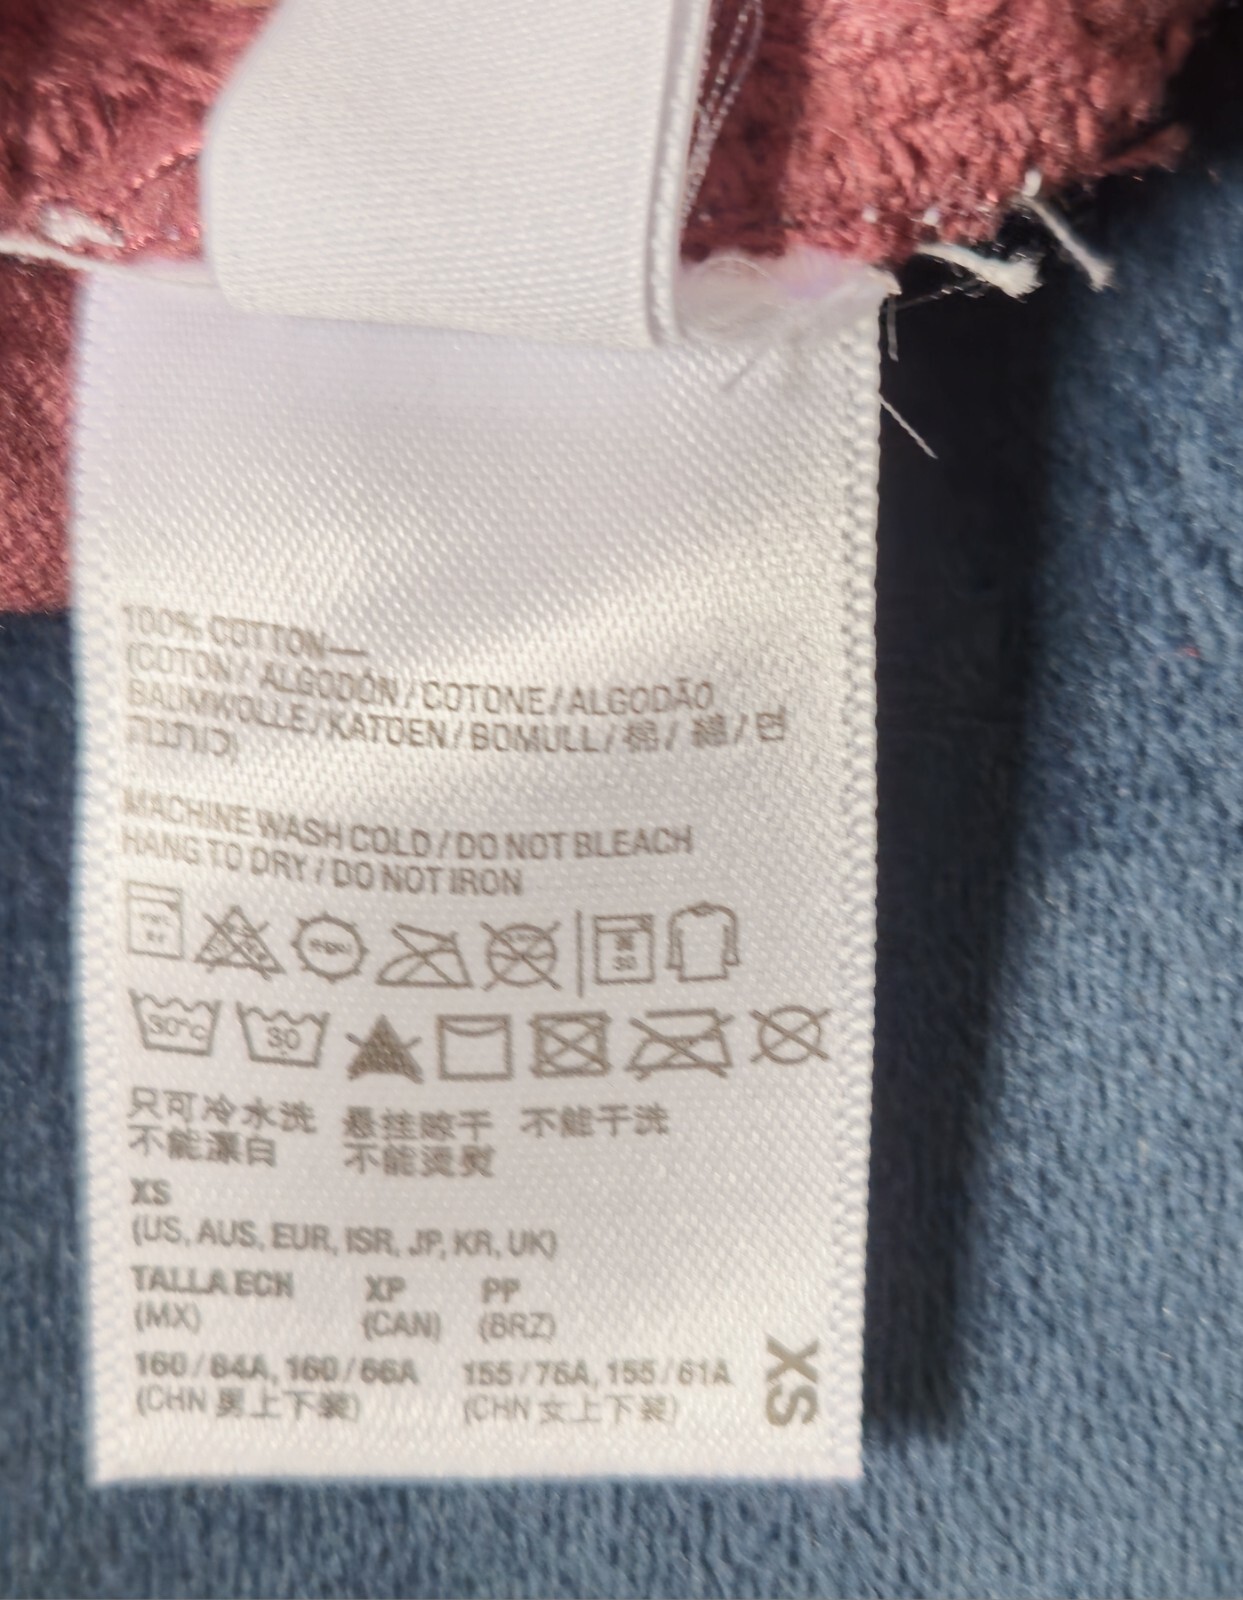 100% COTTON—
(COTON / ALGODÓN / COTONE / ALGODÃO
BAUMWOLLE / KATOEN / BOMULL / 棉 / 綿 / 면
כותנה)
MACHINE WASH COLD / DO NOT BLEACH
HANG TO DRY / DO NOT IRON
30
30°C 30
只可冷水洗 悬挂晾干 不能干洗
不能漂白 不能烫熨
XS
(US, AUS, EUR, ISR, JP, KR, UK)
TALLA ECH XP PP
(MX) (CAN) (BRZ)
160/84A, 160/66A 155/76A, 155/61A
(CHN 男上下装) (CHN 女上下装)
XS